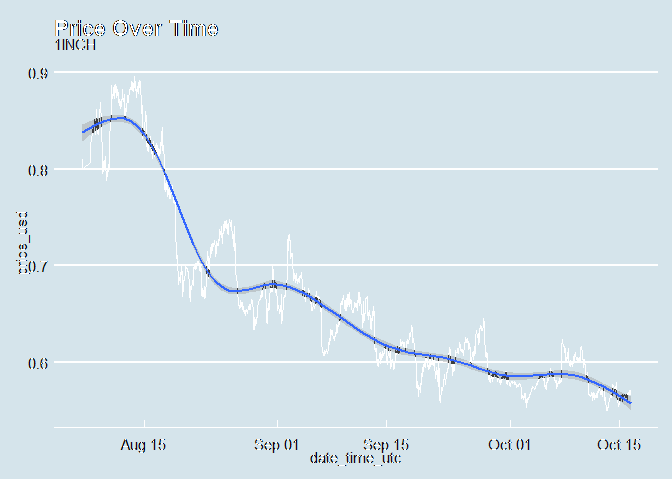 Price Over Time
1INCH
0.9
0.8
0.7
0.6
price_usd
Aug 15 Sep 01 Sep 15 Oct 01 Oct 15
date_time_utc